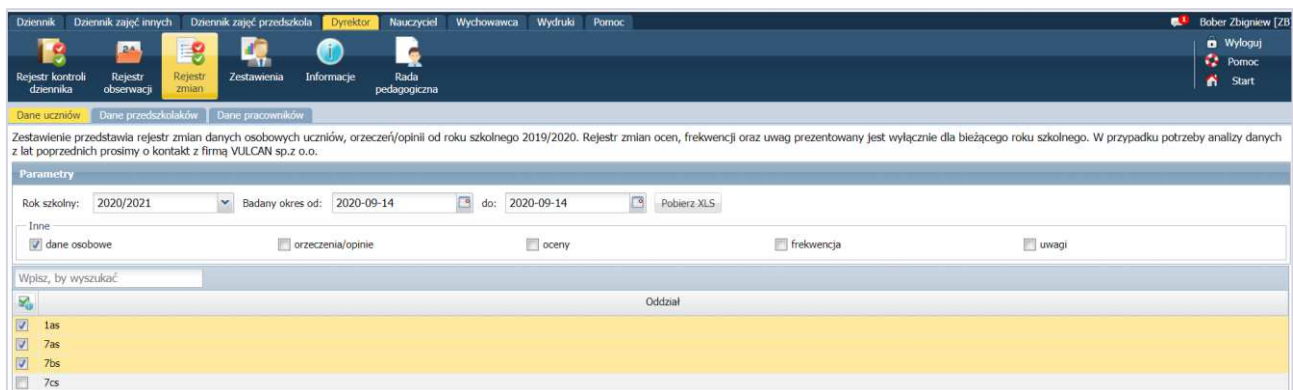 Dziennik Dziennik zajęć innych Dziennik zajęć przedszkola Dyrektor Nauczyciel Wychowawca Wydruki Pomoc 1 Bober Zbigniew [ZB
Rejestr kontroli dziennika
Rejestr obserwacji
Rejestr zmian
Zestawienia
Informacje
Rada pedagogiczna
Wyloguj
Pomoc
Start
Dane uczniów Dane przedszkolaków Dane pracowników
Zestawienie przedstawia rejestr zmian danych osobowych uczniów, orzeczeń/opinii od roku szkolnego 2019/2020. Rejestr zmian ocen, frekwencji oraz uwag prezentowany jest wyłącznie dla bieżącego roku szkolnego. W przypadku potrzeby analizy danych
z lat poprzednich prosimy o kontakt z firmą VULCAN sp.z o.o.
Parametry
Rok szkolny: 2020/2021 Badany okres od: 2020-09-14 do: 2020-09-14 Pobierz XLS
Inne
dane osobowe orzeczenia/opinie oceny frekwencja uwagi
Wpisz, by wyszukać
Oddział
1as
7as
7bs
7cs